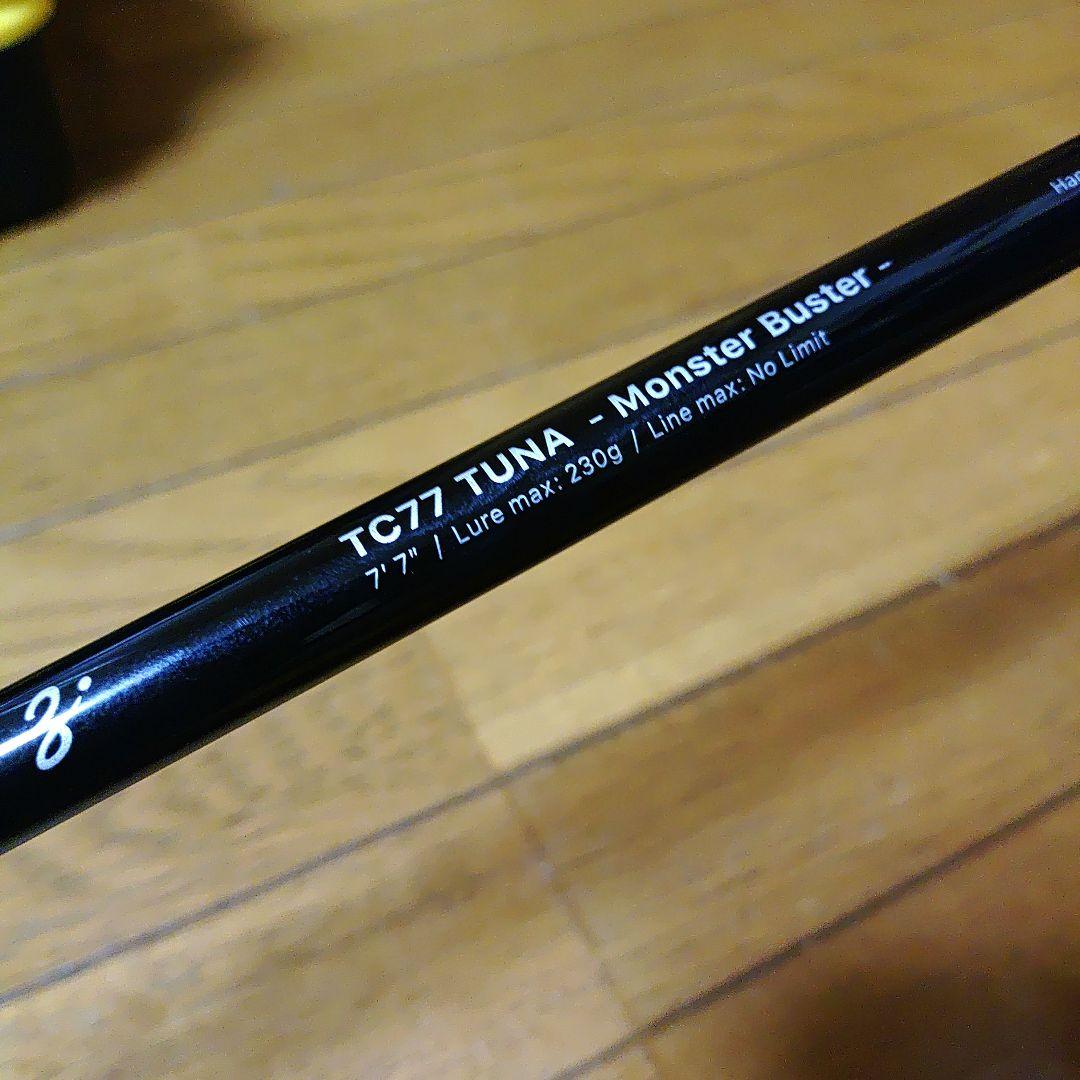 TC77 TUNA - Monster Buster -
7' 7" / Lure max: 230g / Line max: No Limit